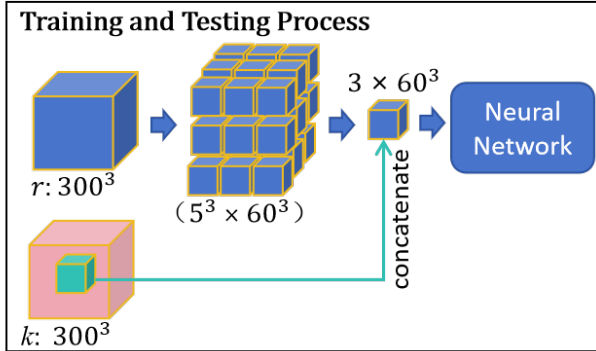 Training and Testing Process
3 × 60³
Neural
Network
r: 300³
(5³ × 60³)
concatenate
k: 300³